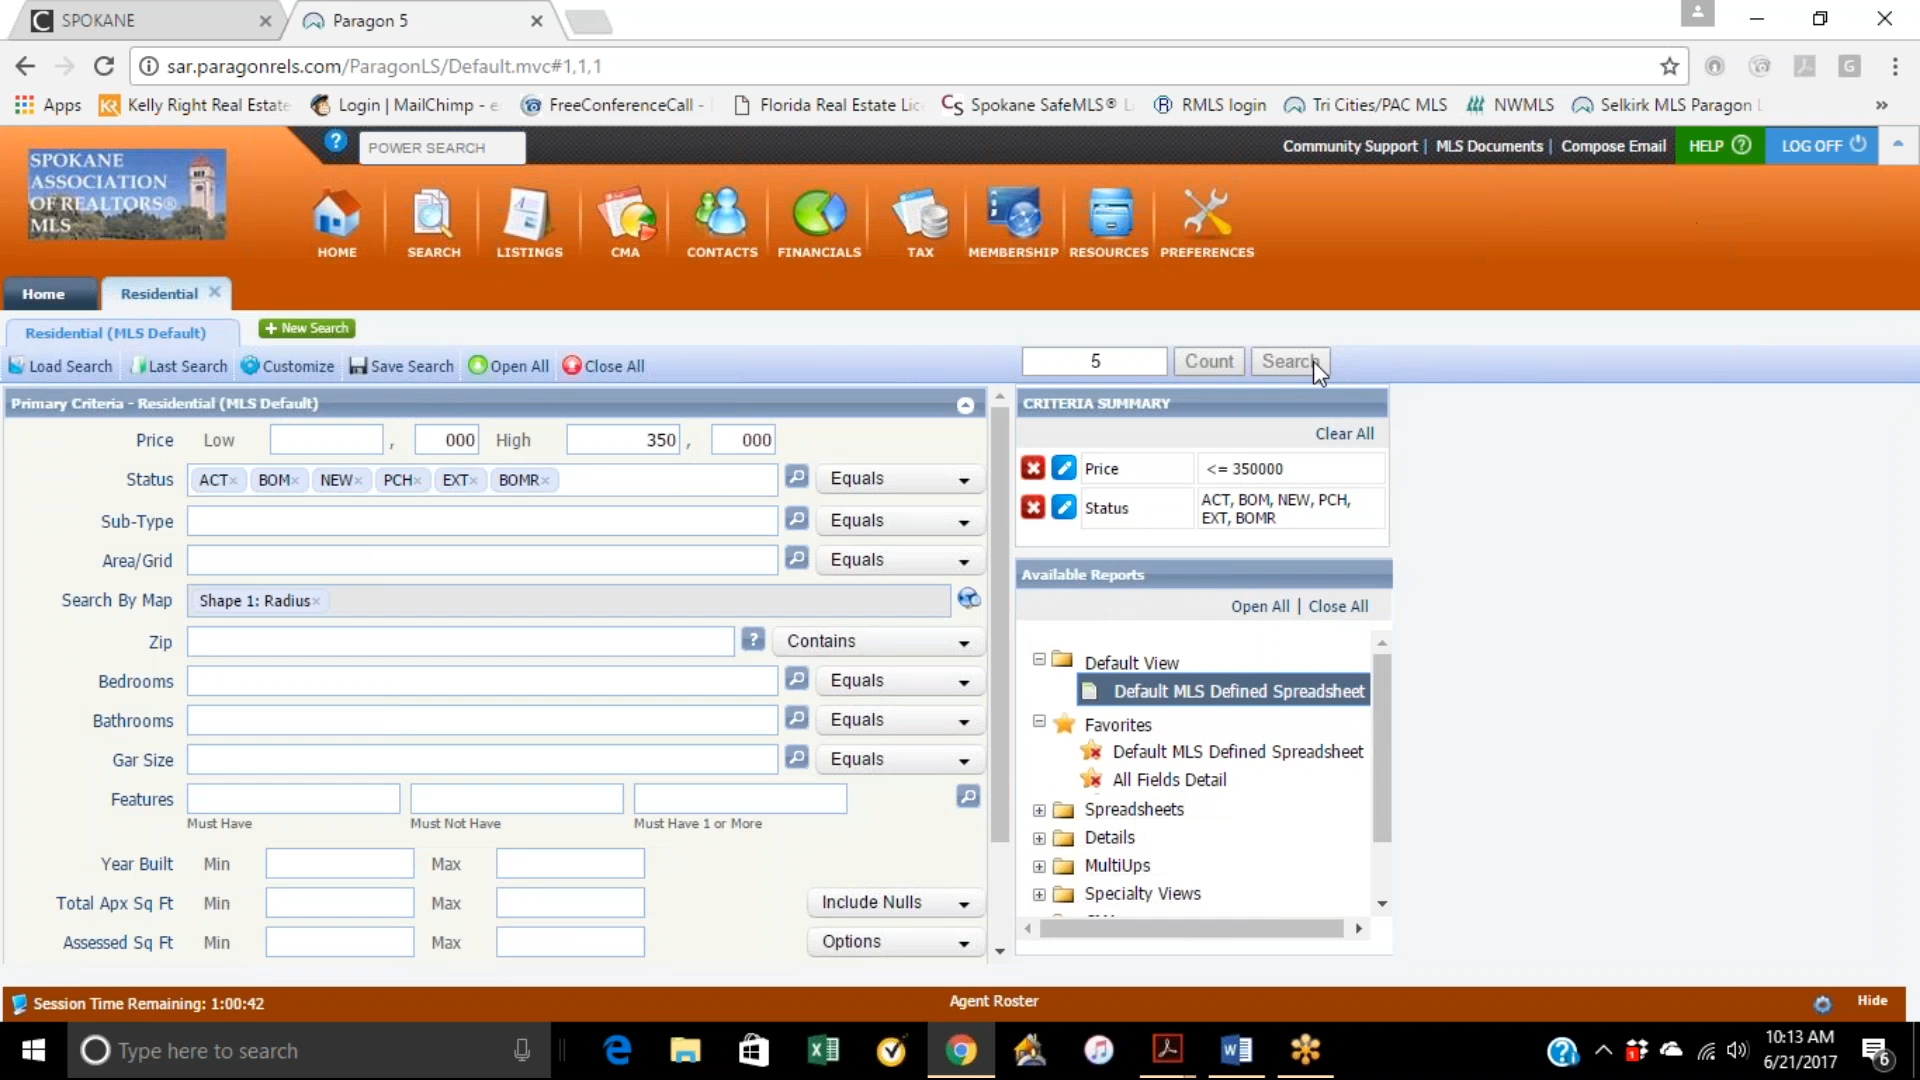 SPOKANE
Paragon 5
sar.paragonrels.com/ParagonLS/Default.mvc#1,1,1
Apps
Kelly Right Real Estate
Login | MailChimp - e
FreeConferenceCall -
Florida Real Estate Lic
Spokane SafeMLS®
RMLS login
Tri Cities/PAC MLS
NWMLS
Selkirk MLS Paragon
»
SPOKANE
ASSOCIATION
OF REALTORS®
MLS
POWER SEARCH
Community Support | MLS Documents | Compose Email
HELP
LOG OFF
HOME
SEARCH
LISTINGS
CMA
CONTACTS
FINANCIALS
TAX
MEMBERSHIP
RESOURCES
PREFERENCES
Home
Residential
Residential (MLS Default)
+ New Search
Load Search
Last Search
Customize
Save Search
Open All
Close All
5
Count
Search
Primary Criteria - Residential (MLS Default)
Price Low , 000 High 350 , 000
Status ACT× BOM× NEW× PCH× EXT× BOMR× Equals
Sub-Type Equals
Area/Grid Equals
Search By Map Shape 1: Radius×
Zip ? Contains
Bedrooms Equals
Bathrooms Equals
Gar Size Equals
Features
Must Have Must Not Have Must Have 1 or More
Year Built Min Max
Total Apx Sq Ft Min Max Include Nulls
Assessed Sq Ft Min Max Options
CRITERIA SUMMARY
Clear All
Price <= 350000
Status ACT, BOM, NEW, PCH,
EXT, BOMR
Available Reports
Open All | Close All
Default View
Default MLS Defined Spreadsheet
Favorites
Default MLS Defined Spreadsheet
All Fields Detail
Spreadsheets
Details
MultiUps
Specialty Views
Session Time Remaining: 1:00:42
Agent Roster
Hide
Type here to search
10:13 AM
6/21/2017
6